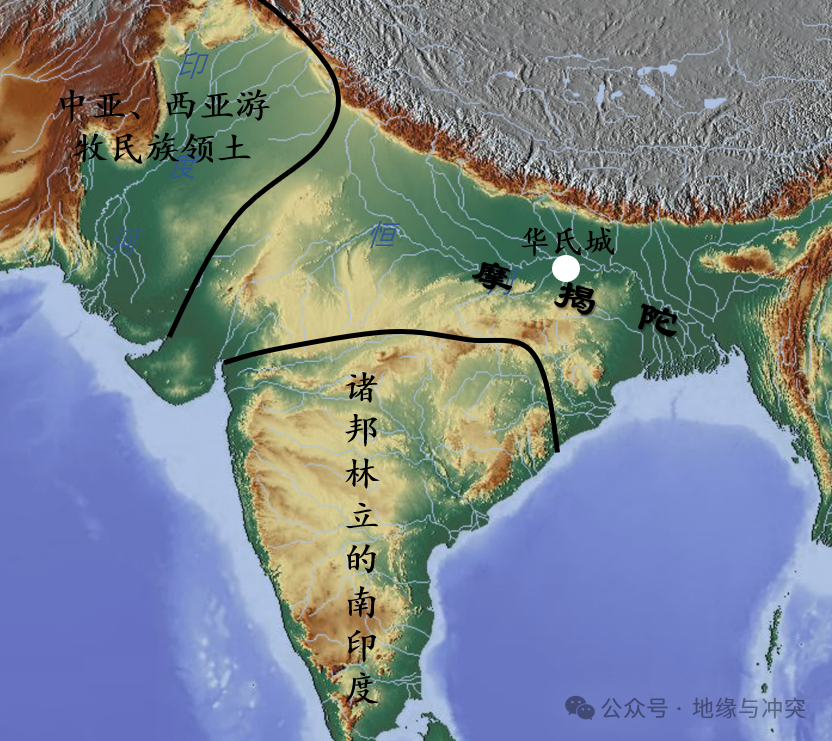 印
度
河
中亚、西亚游
牧民族领土
恒
华氏城
摩揭陀
诸邦林立的南印度
公众号 · 地缘与冲突